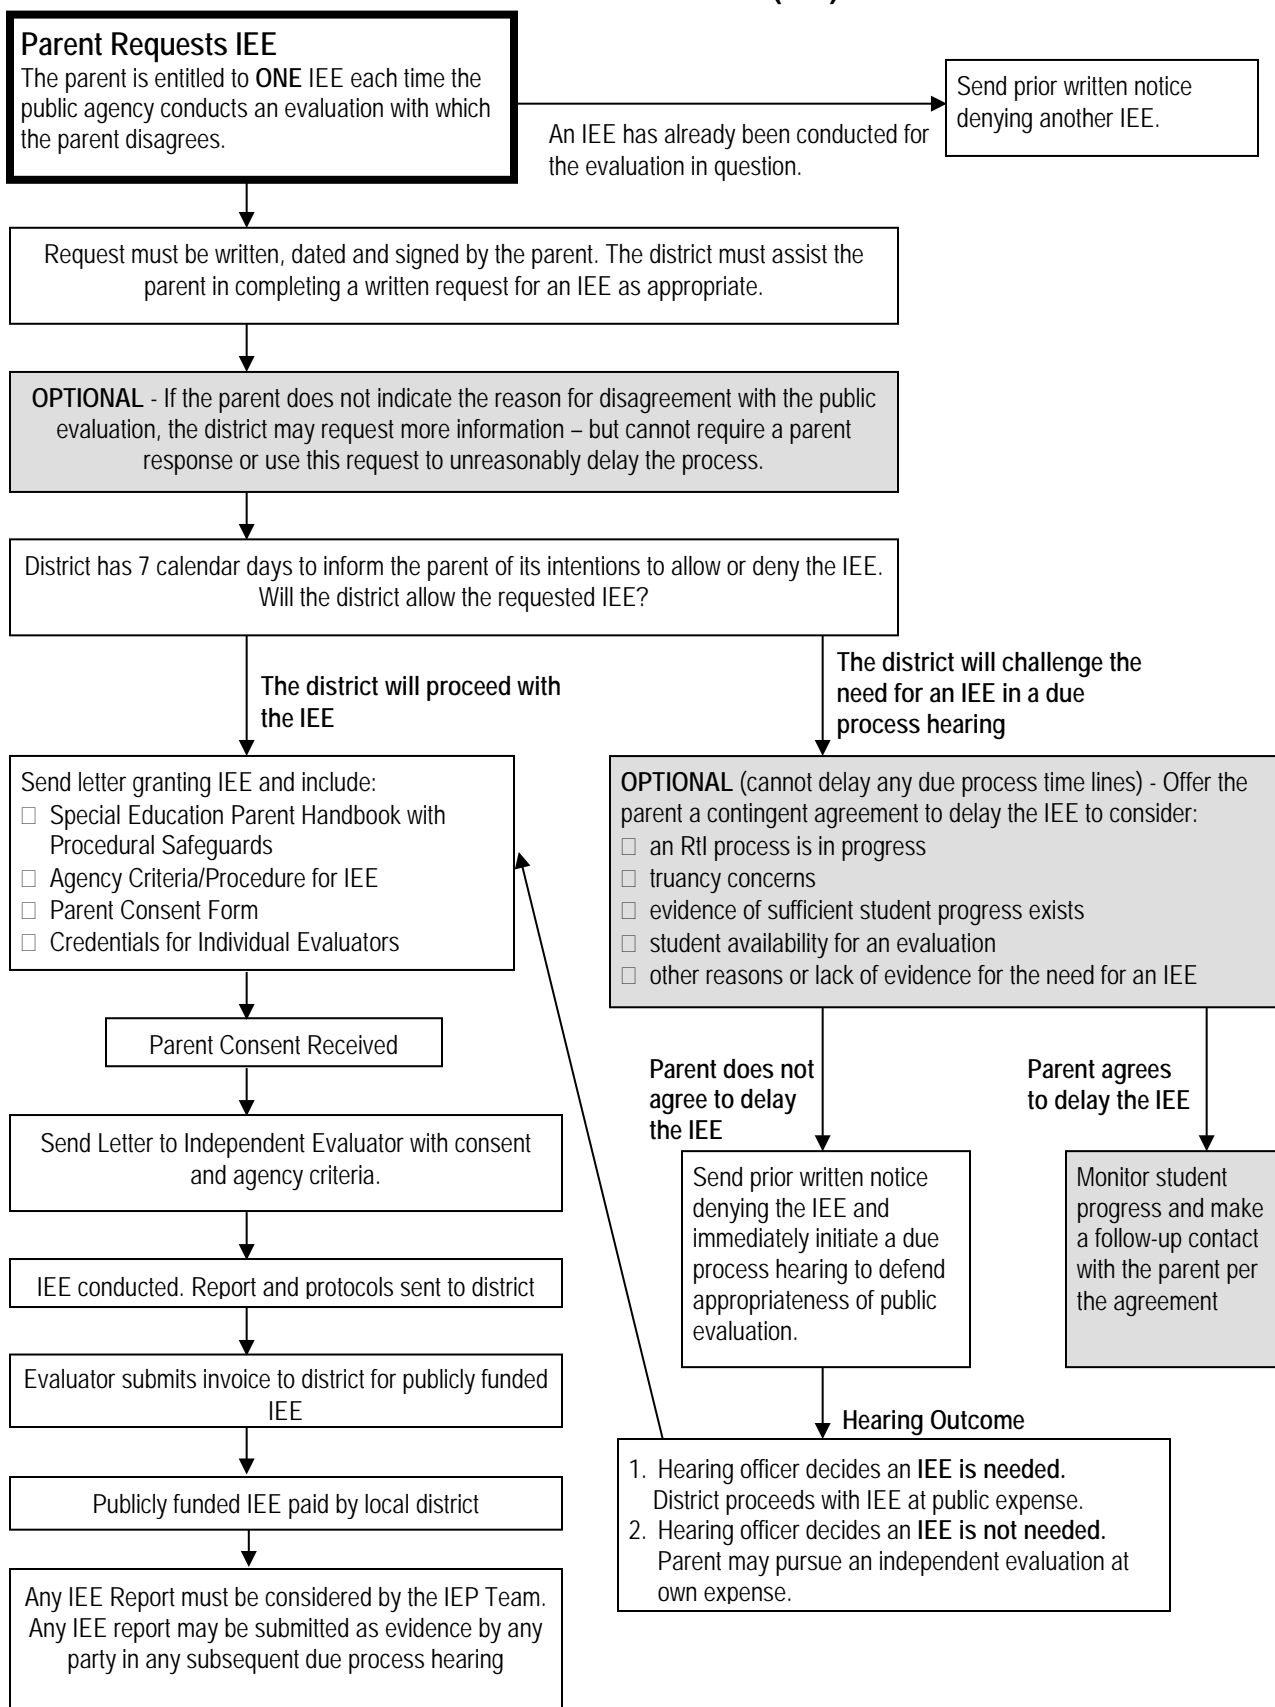 Parent Requests IEE
The parent is entitled to ONE IEE each time the
public agency conducts an evaluation with which
the parent disagrees.
An IEE has already been conducted for
the evaluation in question.
Send prior written notice
denying another IEE.
Request must be written, dated and signed by the parent. The district must assist the
parent in completing a written request for an IEE as appropriate.
OPTIONAL - If the parent does not indicate the reason for disagreement with the public
evaluation, the district may request more information – but cannot require a parent
response or use this request to unreasonably delay the process.
District has 7 calendar days to inform the parent of its intentions to allow or deny the IEE.
Will the district allow the requested IEE?
The district will proceed with
the IEE
The district will challenge the
need for an IEE in a due
process hearing
Send letter granting IEE and include:
□ Special Education Parent Handbook with
Procedural Safeguards
□ Agency Criteria/Procedure for IEE
□ Parent Consent Form
□ Credentials for Individual Evaluators
OPTIONAL (cannot delay any due process time lines) - Offer the
parent a contingent agreement to delay the IEE to consider:
□ an RtI process is in progress
□ truancy concerns
□ evidence of sufficient student progress exists
□ student availability for an evaluation
□ other reasons or lack of evidence for the need for an IEE
Parent Consent Received
Send Letter to Independent Evaluator with consent
and agency criteria.
IEE conducted. Report and protocols sent to district
Evaluator submits invoice to district for publicly funded
IEE
Publicly funded IEE paid by local district
Any IEE Report must be considered by the IEP Team.
Any IEE report may be submitted as evidence by any
party in any subsequent due process hearing
Parent does not
agree to delay
the IEE
Parent agrees
to delay the IEE
Send prior written notice
denying the IEE and
immediately initiate a due
process hearing to defend
appropriateness of public
evaluation.
Monitor student
progress and make
a follow-up contact
with the parent per
the agreement
Hearing Outcome
1. Hearing officer decides an IEE is needed.
District proceeds with IEE at public expense.
2. Hearing officer decides an IEE is not needed.
Parent may pursue an independent evaluation at
own expense.